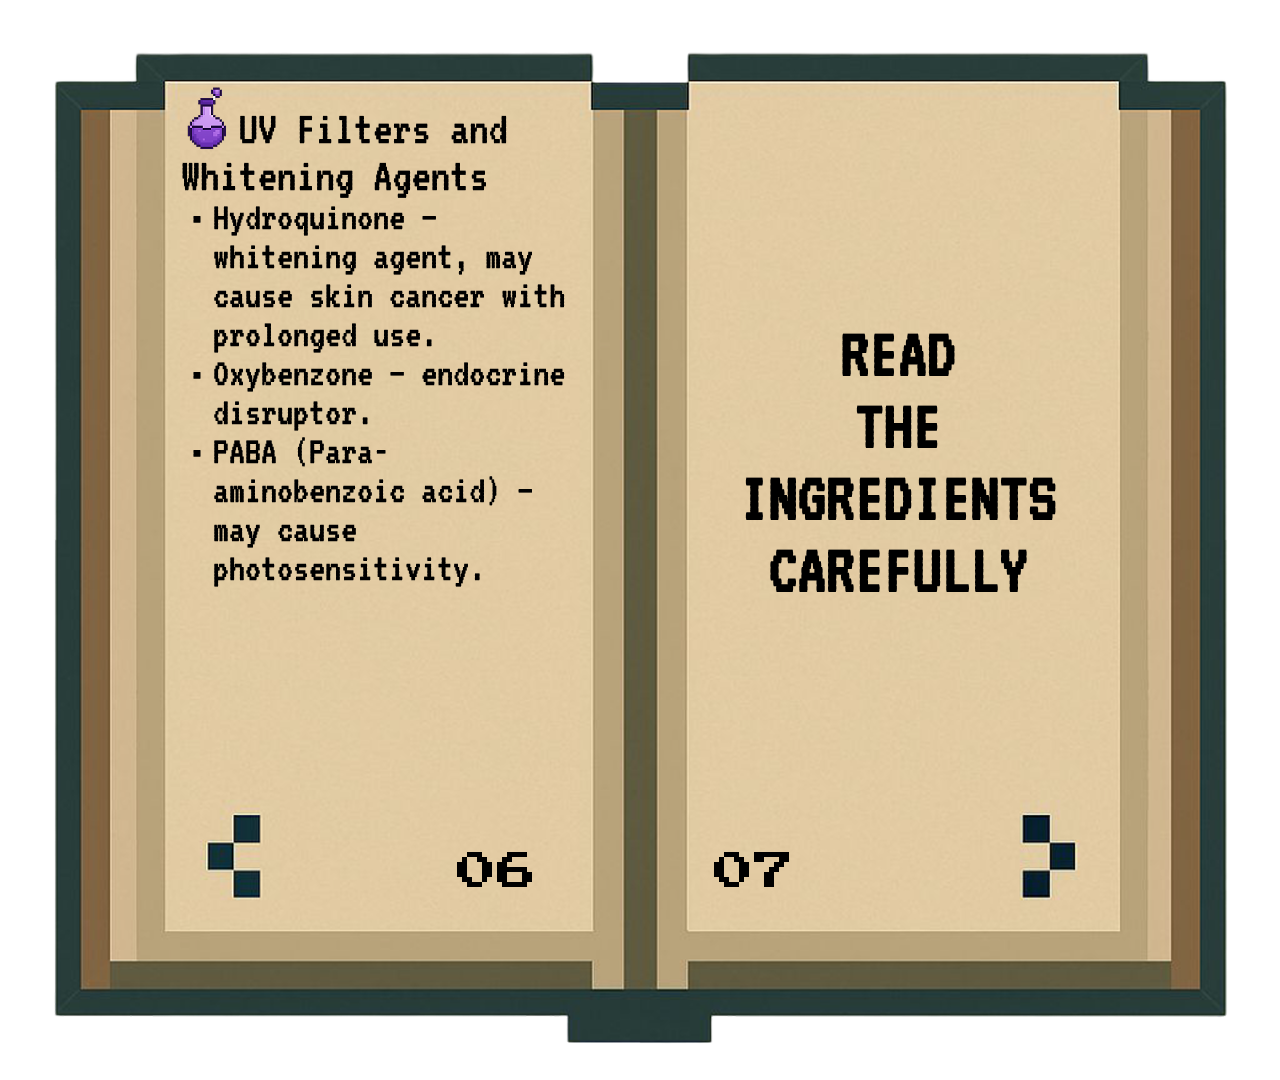 UV Filters and
Whitening Agents
▪ Hydroquinone –
whitening agent, may
cause skin cancer with
prolonged use.
▪ Oxybenzone – endocrine
disruptor.
▪ PABA (Para-
aminobenzoic acid) –
may cause
photosensitivity.
06
READ
THE
INGREDIENTS
CAREFULLY
07